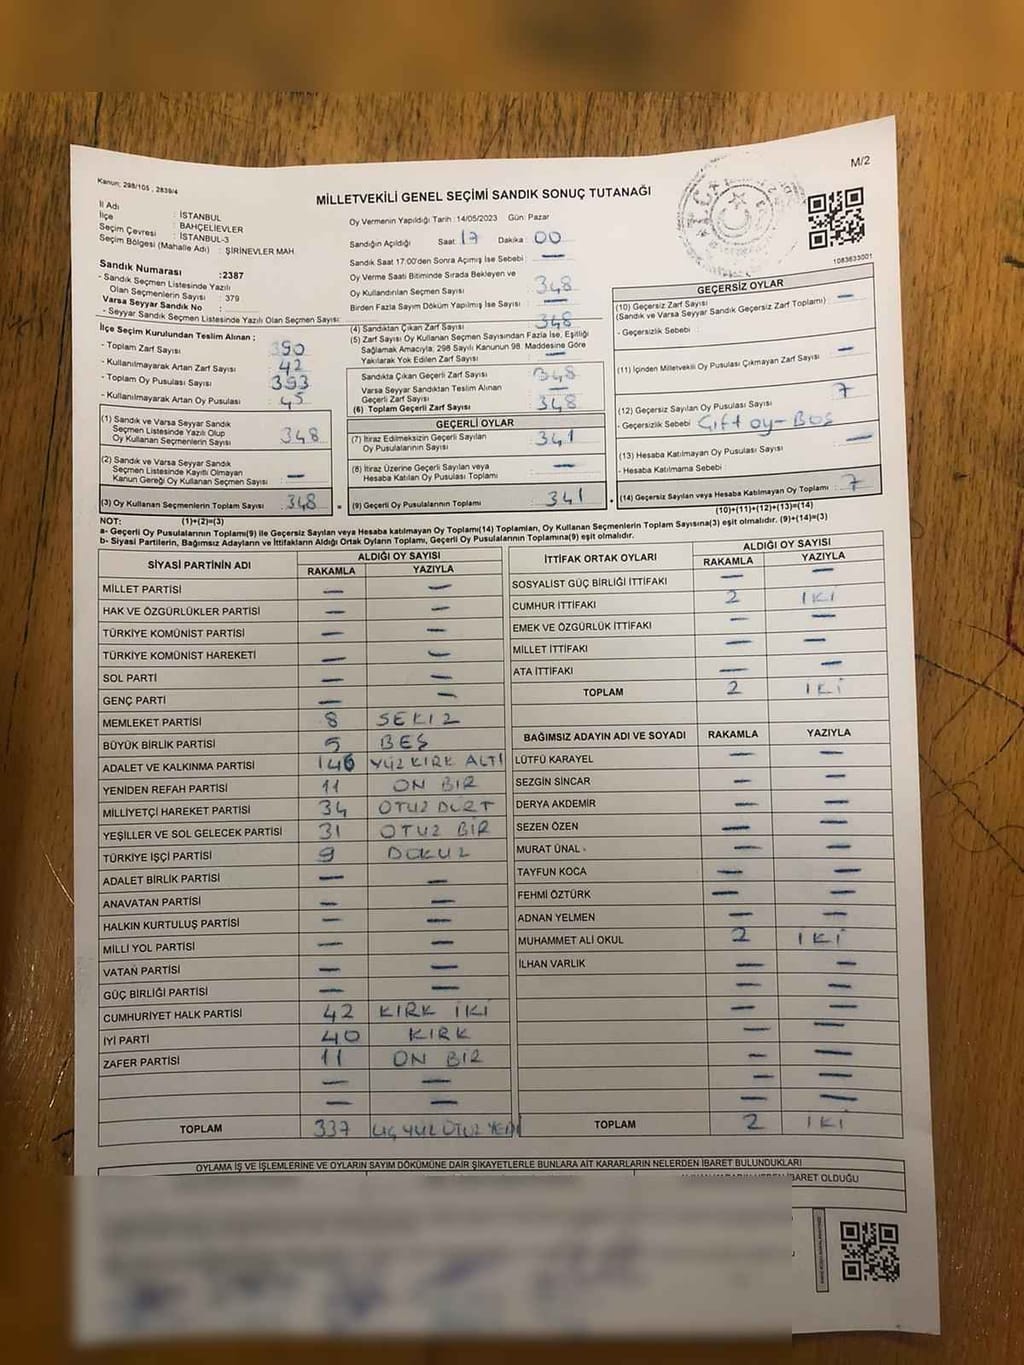 Kanun: 298/105 , 2839/4
M/2
MİLLETVEKİLİ GENEL SEÇİMİ SANDIK SONUÇ TUTANAĞI
İl Adı : İSTANBUL
İlçe : BAHÇELİEVLER
Seçim Çevresi : İSTANBUL-3
Seçim Bölgesi (Mahalle Adı) : ŞİRİNEVLER MAH.
Sandık Numarası :2387
- Sandık Seçmen Listesinde Yazılı
Olan Seçmenlerin Sayısı : 379
Varsa Seyyar Sandık No :
- Seyyar Sandık Seçmen Listesinde Yazılı Olan Seçmen Sayısı:
İlçe Seçim Kurulundan Teslim Alınan ;
- Toplam Zarf Sayısı : 390
- Kullanılmayarak Artan Zarf Sayısı : 42
- Toplam Oy Pusulası Sayısı : 393
- Kullanılmayarak Artan Oy Pusulası : 45
(1) Sandık ve Varsa Seyyar Sandık
Seçmen Listesinde Yazılı Olup
Oy Kullanan Seçmenlerin Sayısı : 348
(2) Sandık ve Varsa Seyyar Sandık
Seçmen Listesinde Kayıtlı Olmayan
Kanun Gereği Oy Kullanan Seçmen Sayısı : —
(3) Oy Kullanan Seçmenlerin Toplam Sayısı : 348
(1)+(2)=(3)
Oy Vermenin Yapıldığı Tarih : 14/05/2023 Gün: Pazar
Sandığın Açıldığı Saat: 17 Dakika : 00
Sandık Saat 17:00'den Sonra Açımış İse Sebebi : —
Oy Verme Saati Bitiminde Sırada Bekleyen ve
Oy Kullandırılan Seçmen Sayısı : 348
Birden Fazla Sayım Döküm Yapılmış İse Sayısı : —
(4) Sandıktan Çıkan Zarf Sayısı : 348
(5) Zarf Sayısı Oy Kullanan Seçmen Sayısından Fazla İse, Eşitliği
Sağlamak Amacıyla; 298 Sayılı Kanunun 98. Maddesine Göre
Yakılarak Yok Edilen Zarf Sayısı : —
Sandıkta Çıkan Geçerli Zarf Sayısı : 348
Varsa Seyyar Sandıktan Teslim Alınan
Geçerli Zarf Sayısı : —
(6) Toplam Geçerli Zarf Sayısı : 348
GEÇERLİ OYLAR
(7) İtiraz Edilmeksizin Geçerli Sayılan
Oy Pusulasının Sayısı : 341
(8) İtiraz Üzerine Geçerli Sayılan veya
Hesaba Katılan Oy Pusulası Toplamı : —
(9) Geçerli Oy Pusulalarının Toplamı : 341
1083633001
GEÇERSİZ OYLAR
(10) Geçersiz Zarf Sayısı
(Sandık ve Varsa Seyyar Sandık Geçersiz Zarf Toplamı) : —
- Geçersizlik Sebebi :
(11) İçinden Milletvekili Oy Pusulası Çıkmayan Zarf Sayısı : —
(12) Geçersiz Sayılan Oy Pusulası Sayısı : 7
- Geçersizlik Sebebi : Çift oy-Boş
(13) Hesaba Katılmayan Oy Pusulası Sayısı : —
- Hesaba Katılmama Sebebi :
(14) Geçersiz Sayılan veya Hesaba Katılmayan Oy Toplamı : 7
(10)+(11)+(12)+(13)=(14)
NOT:
a- Geçerli Oy Pusulalarının Toplamı(9) ile Geçersiz Sayılan veya Hesaba katılmayan Oy Toplamı(14) Toplamları, Oy Kullanan Seçmenlerin Toplam Sayısına(3) eşit olmalıdır. (9)+(14)=(3)
b- Siyasi Partilerin, Bağımsız Adayların ve İttifakların Aldığı Ortak Oyların Toplamı, Geçerli Oy Pusulalarının Toplamına(9) eşit olmalıdır.
SİYASİ PARTİNİN ADI ALDIĞI OY SAYISI
RAKAMLA YAZIYLA
MİLLET PARTİSİ — —
HAK VE ÖZGÜRLÜKLER PARTİSİ — —
TÜRKİYE KOMÜNİST PARTİSİ — —
TÜRKİYE KOMÜNİST HAREKETİ — —
SOL PARTİ — —
GENÇ PARTİ — —
MEMLEKET PARTİSİ 8 SEKİZ
BÜYÜK BİRLİK PARTİSİ 5 BEŞ
ADALET VE KALKINMA PARTİSİ 146 YÜZ KIRK ALTI
YENİDEN REFAH PARTİSİ 11 ON BİR
MİLLİYETÇİ HAREKET PARTİSİ 34 OTUZ DÖRT
YEŞİLLER VE SOL GELECEK PARTİSİ 31 OTUZ BİR
TÜRKİYE İŞÇİ PARTİSİ 9 DOKUZ
ADALET BİRLİK PARTİSİ — —
ANAVATAN PARTİSİ — —
HALKIN KURTULUŞ PARTİSİ — —
MİLLİ YOL PARTİSİ — —
VATAN PARTİSİ — —
GÜÇ BİRLİĞİ PARTİSİ — —
CUMHURİYET HALK PARTİSİ 42 KIRK İKİ
İYİ PARTİ 40 KIRK
ZAFER PARTİSİ 11 ON BİR
— —
— —
TOPLAM 337 ÜÇ YÜZ OTUZ YEDİ
İTTİFAK ORTAK OYLARI ALDIĞI OY SAYISI
RAKAMLA YAZIYLA
SOSYALİST GÜÇ BİRLİĞİ İTTİFAKI — —
CUMHUR İTTİFAKI 2 İKİ
EMEK VE ÖZGÜRLÜK İTTİFAKI — —
MİLLET İTTİFAKI — —
ATA İTTİFAKI — —
TOPLAM 2 İKİ
BAĞIMSIZ ADAYIN ADI VE SOYADI RAKAMLA YAZIYLA
LÜTFÜ KARAYEL — —
SEZGİN SİNCAR — —
DERYA AKDEMİR — —
SEZEN ÖZEN — —
MURAT ÜNAL — —
TAYFUN KOCA — —
FEHMİ ÖZTÜRK — —
ADNAN YELMEN — —
MUHAMMET ALİ OKUL 2 İKİ
İLHAN VARLIK — —
— —
— —
— —
— —
— —
— —
TOPLAM 2 İKİ
OYLAMA İŞ VE İŞLEMLERİNE VE OYLARIN SAYIM DÖKÜMÜNE DAİR ŞİKAYETLERLE BUNLARA AİT KARARLARIN NELERDEN İBARET BULUNDUKLARI
İBARET OLDUĞU